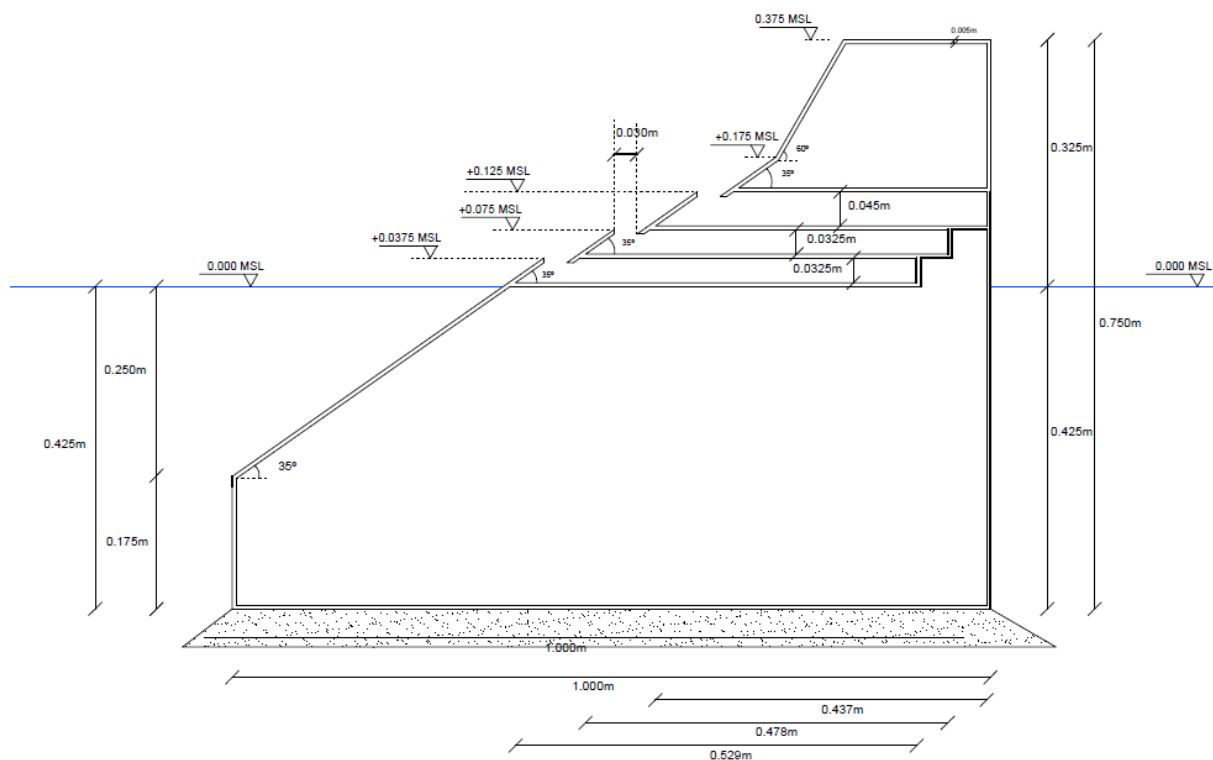 0.375 MSL
0.005m
0.030m
+0.175 MSL
60º
0.325m
+0.125 MSL
35º
0.045m
+0.075 MSL
35º
0.0325m
+0.0375 MSL
0.000 MSL
35º
0.0325m
0.000 MSL
0.750m
0.250m
0.425m
0.425m
35º
0.175m
1.000m
1.000m
0.437m
0.478m
0.529m